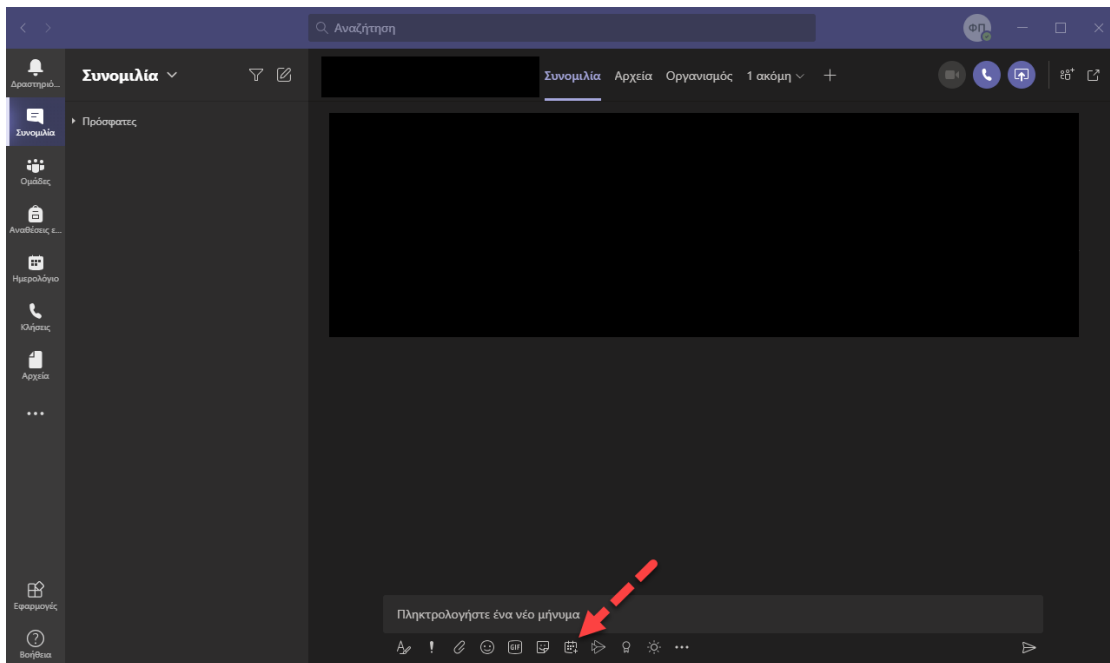 Αναζήτηση
ΦΠ
Δραστηριό...
Συνομιλία
Συνομιλία Αρχεία Οργανισμός 1 ακόμη
Συνομιλία
Πρόσφατες
Ομάδες
Αναθέσεις ε...
Ημερολόγιο
Κλήσεις
Αρχεία
Εφαρμογές
Πληκτρολογήστε ένα νέο μήνυμα
GIF
Βοήθεια